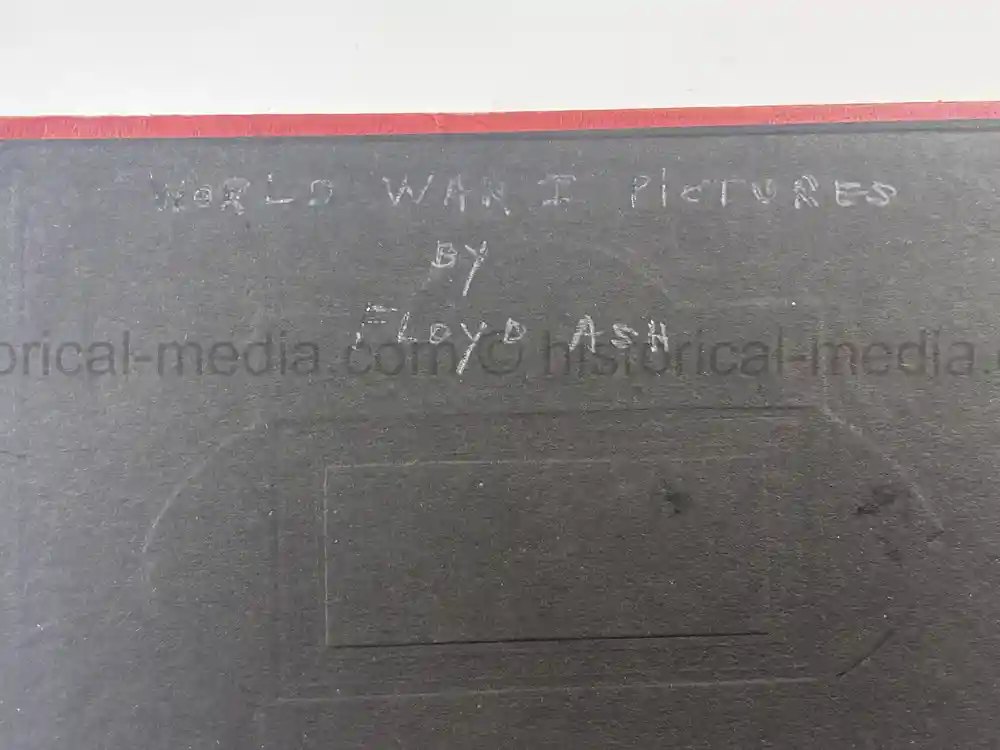 WORLD WAR I PICTURES
BY
FLOYD ASH
orical-media.com © historical-media.